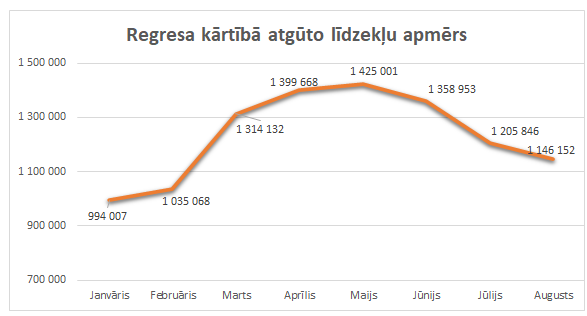 Regresa kārtībā atgūto līdzekļu apmērs
1 500 000
1 300 000
1 100 000
900 000
700 000
994 007
1 035 068
1 314 132
1 399 668
1 425 001
1 358 953
1 205 846
1 146 152
Janvāris Februāris Marts Aprīlis Maijs Jūnijs Jūlijs Augusts